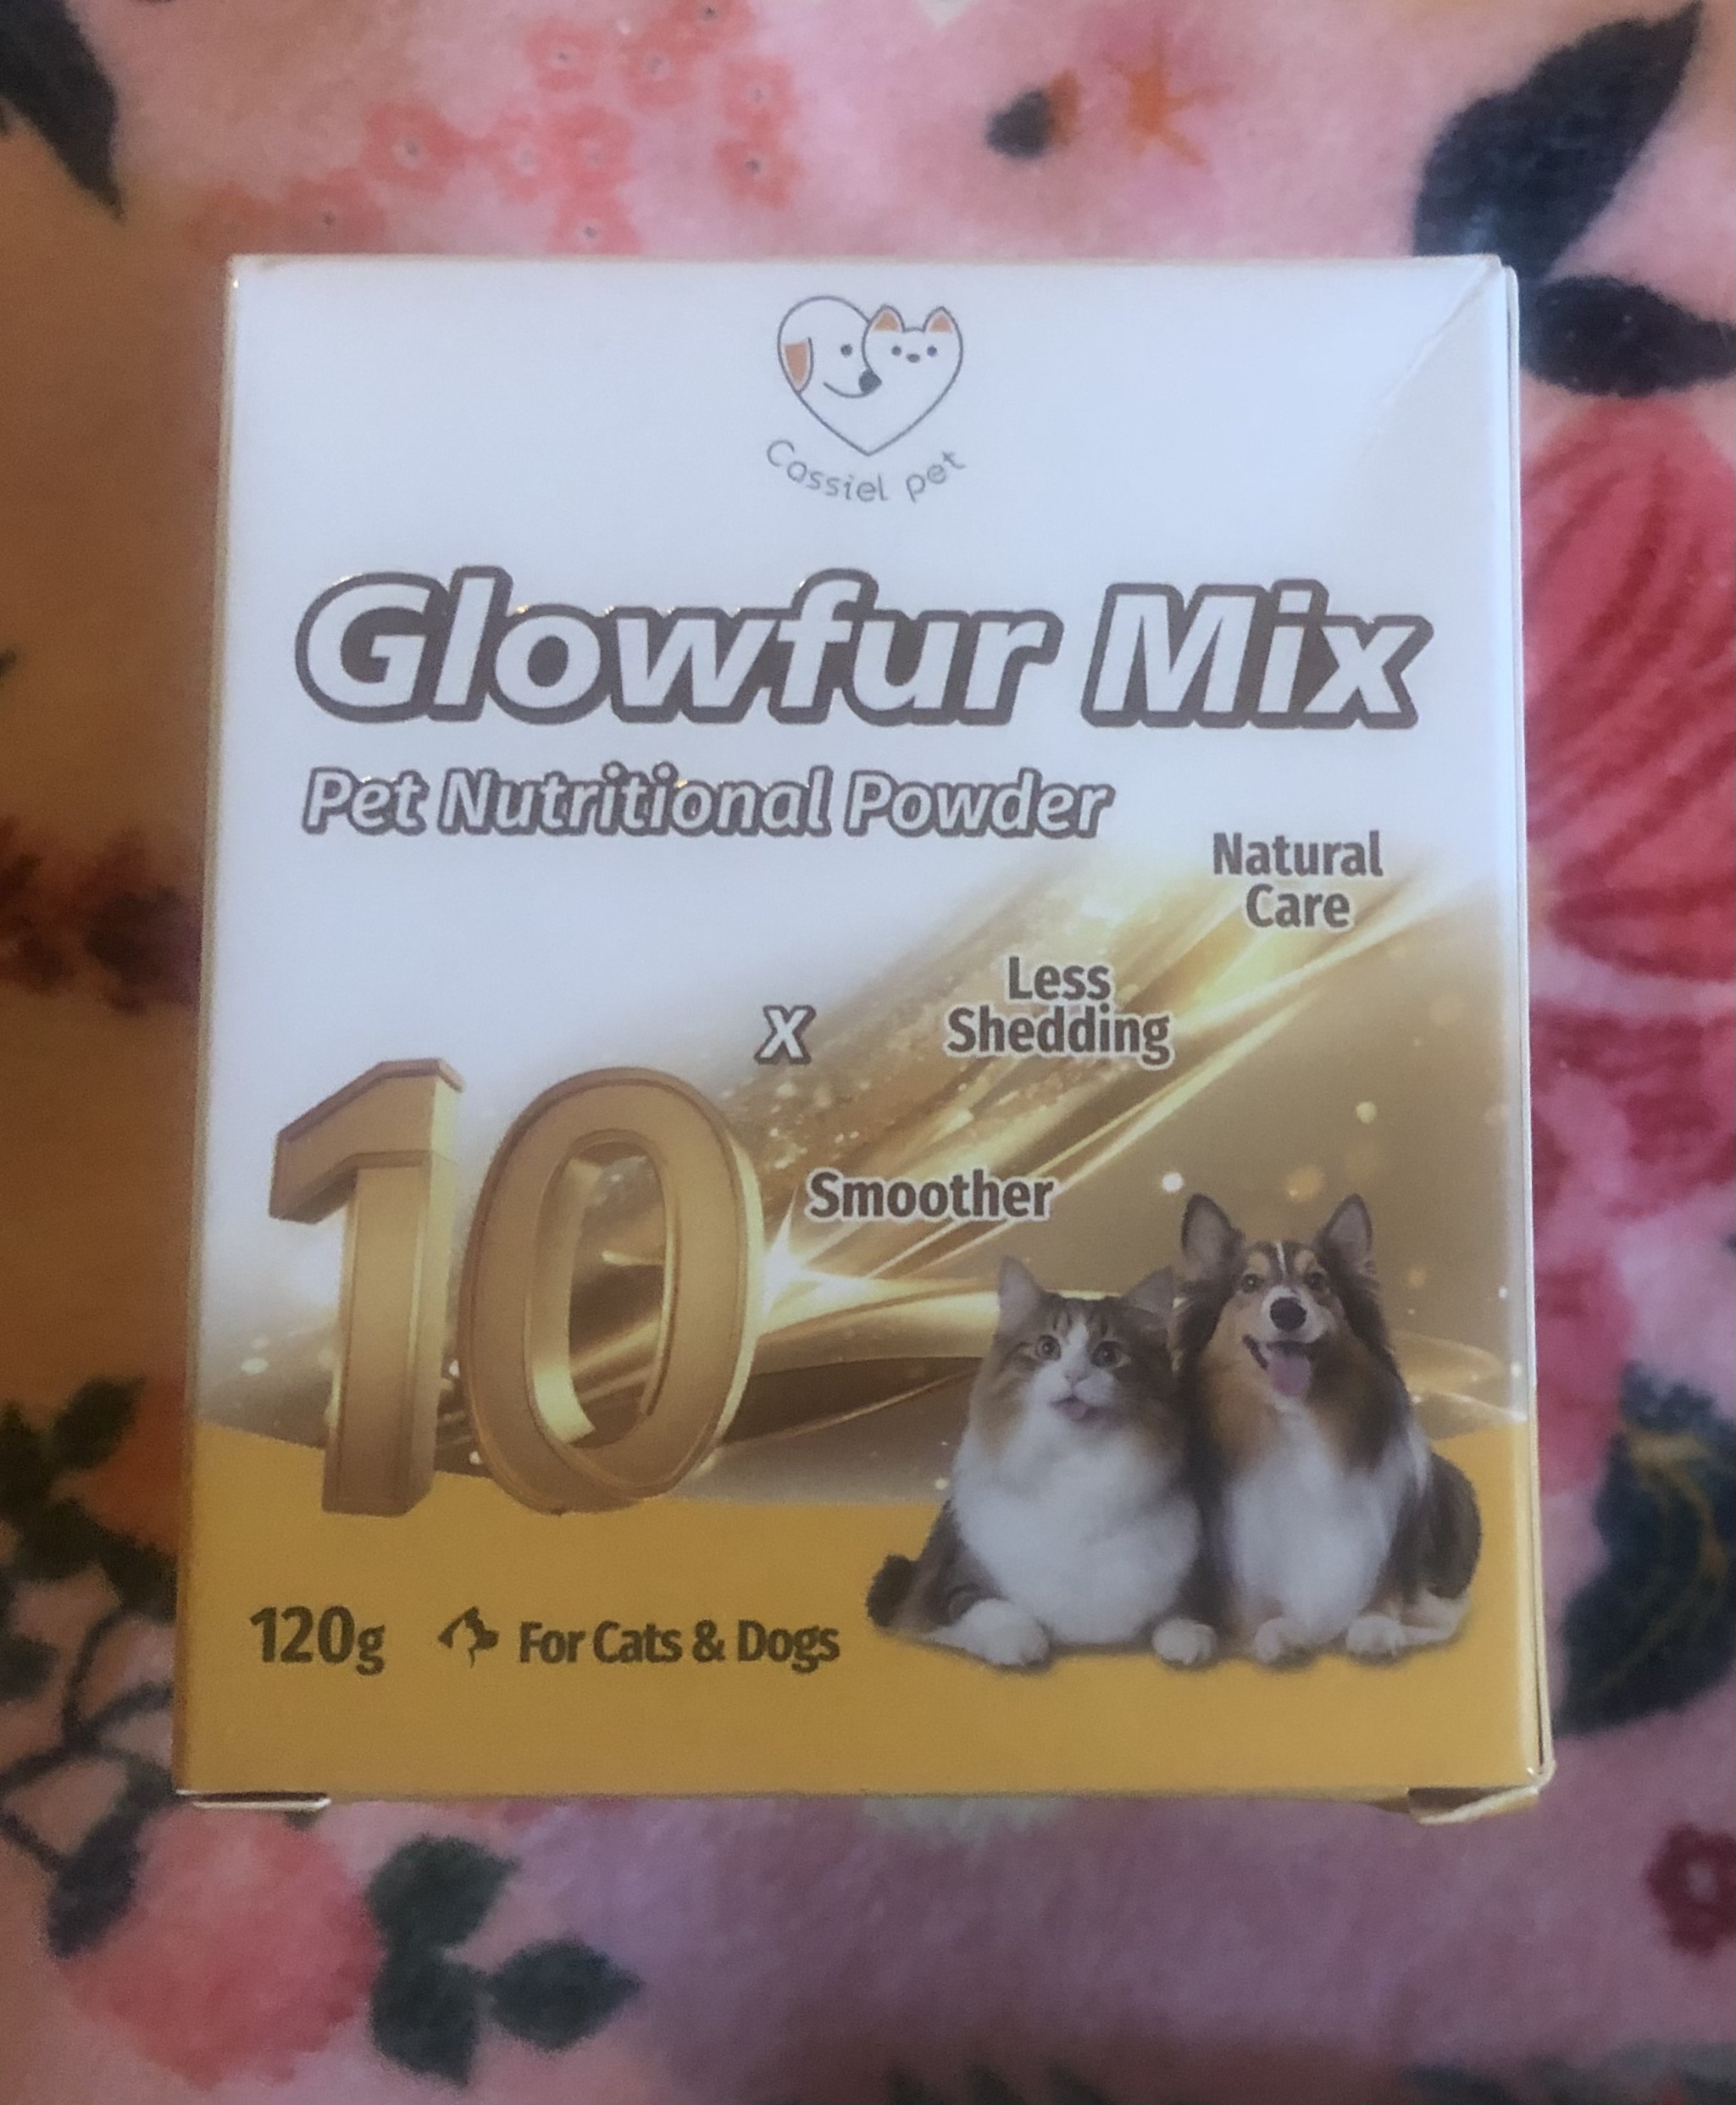 Cassiel pet
Glowfur Mix
Pet Nutritional Powder
Natural
Care
Less
Shedding
x
10
Smoother
120g
For Cats & Dogs